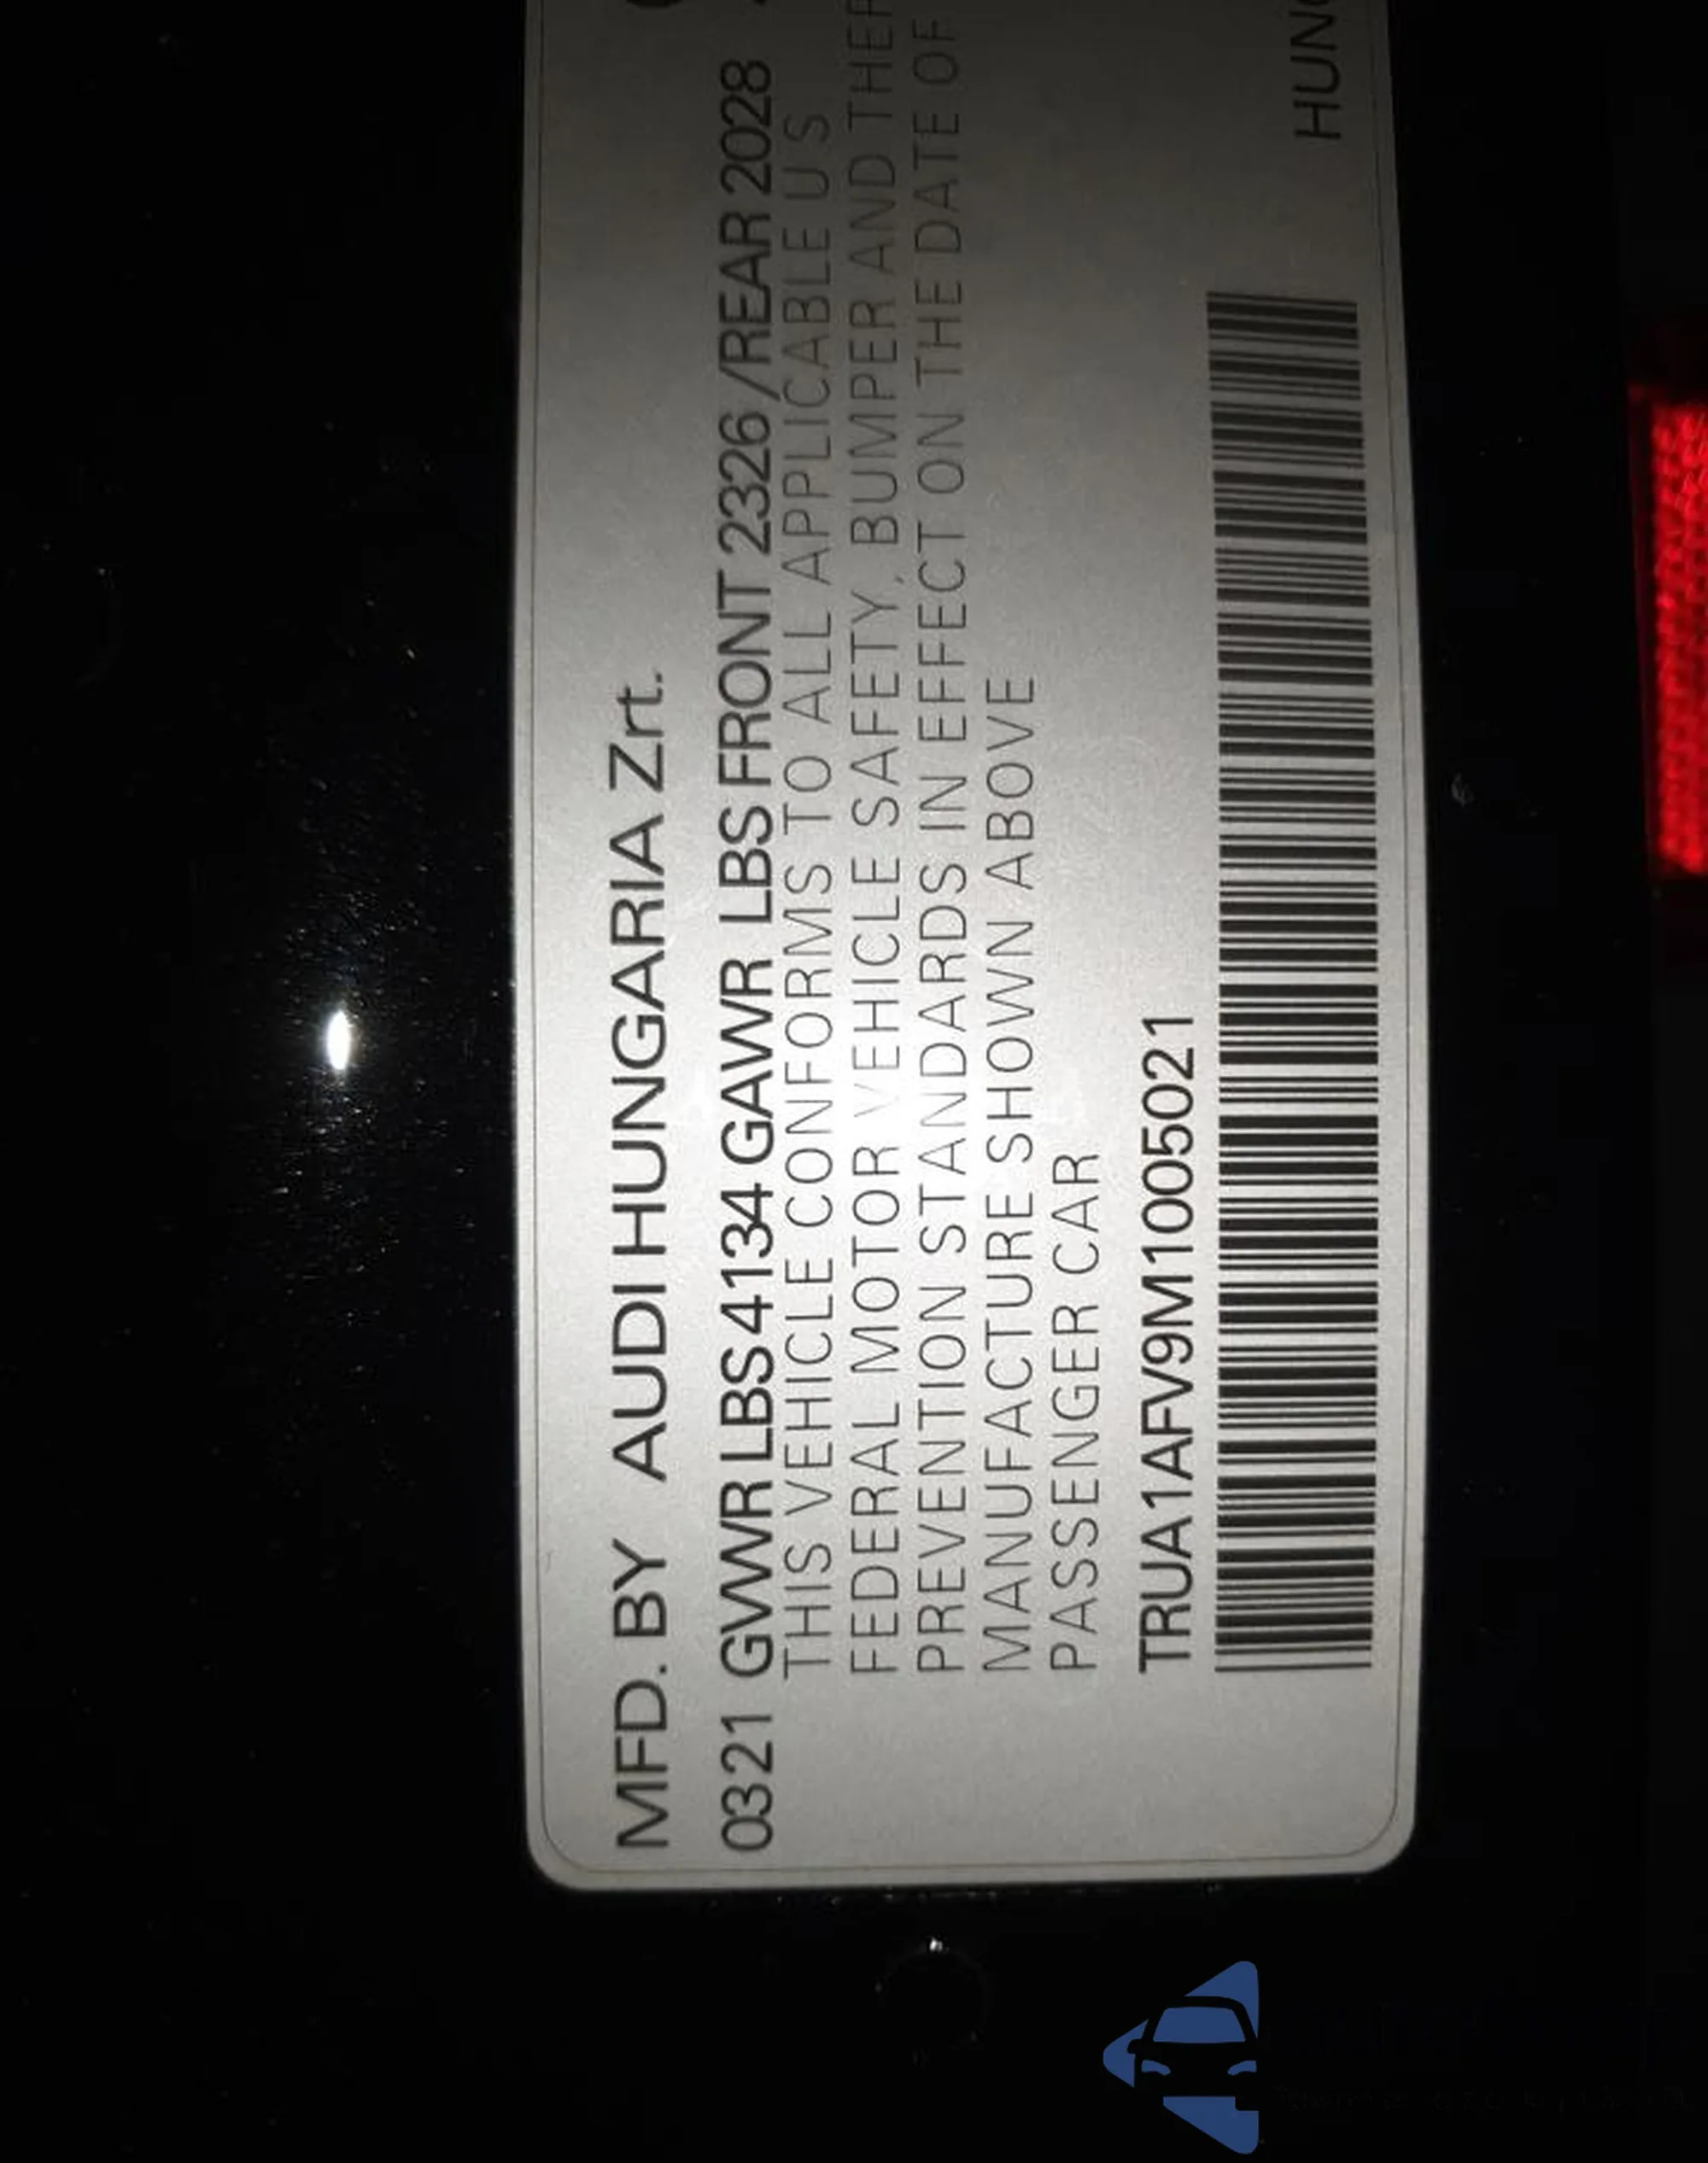 MFD. BY AUDI HUNGARIA Zrt.
0321 GVWR LBS 4134 GAWR LBS FRONT 2326/REAR 2028
THIS VEHICLE CONFORMS TO ALL APPLICABLE U S
FEDERAL MOTOR VEHICLE SAFETY, BUMPER AND
PREVENTION STANDARDS IN EFFECT ON THE DATE OF
MANUFACTURE SHOWN ABOVE
PASSENGER CAR
TRUA1AFV9M1005021